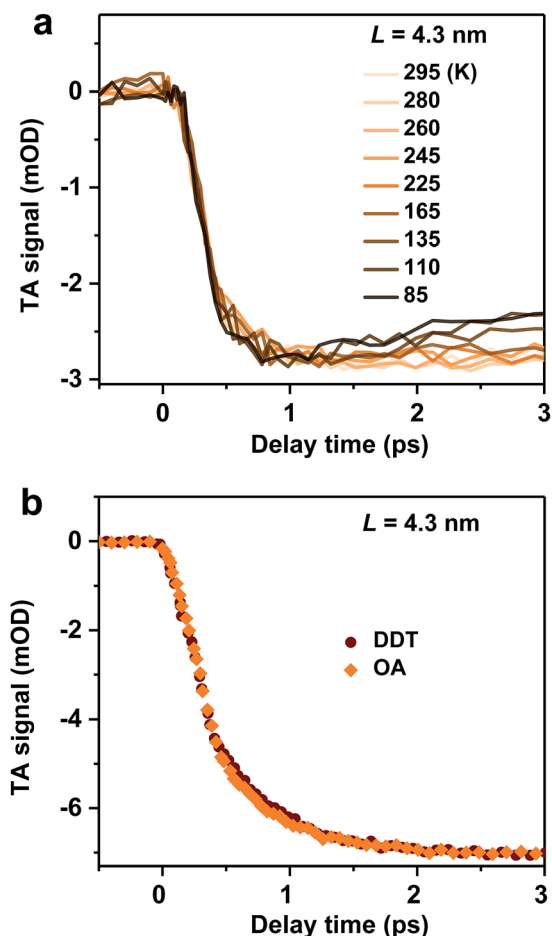 a
L = 4.3 nm
295 (K)
280
260
245
225
165
135
110
85
0
-1
-2
-3
TA signal (mOD)
0 1 2 3
Delay time (ps)
b
L = 4.3 nm
DDT
OA
0
-2
-4
-6
TA signal (mOD)
0 1 2 3
Delay time (ps)